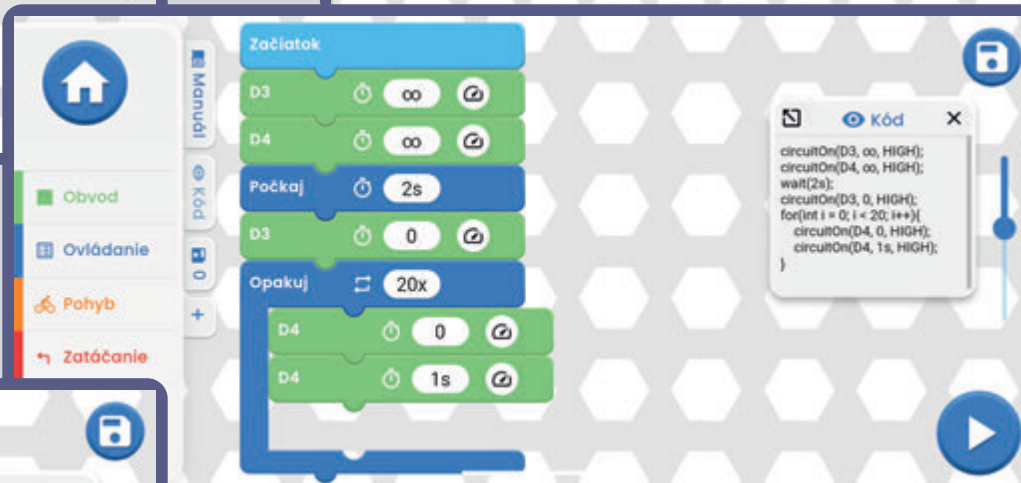 Obvod
Ovládanie
Pohyb
Zatáčanie
Manuál
Kód
0
+
Začiatok
D3 ∞
D4 ∞
Počkaj 2s
D3 0
Opakuj 20x
D4 0
D4 1s
Kód ×
circuitOn(D3, ∞, HIGH);
circuitOn(D4, ∞, HIGH);
wait(2s);
circuitOn(D3, 0, HIGH);
for(int i = 0; i < 20; i++){
circuitOn(D4, 0, HIGH);
circuitOn(D4, 1s, HIGH);
}